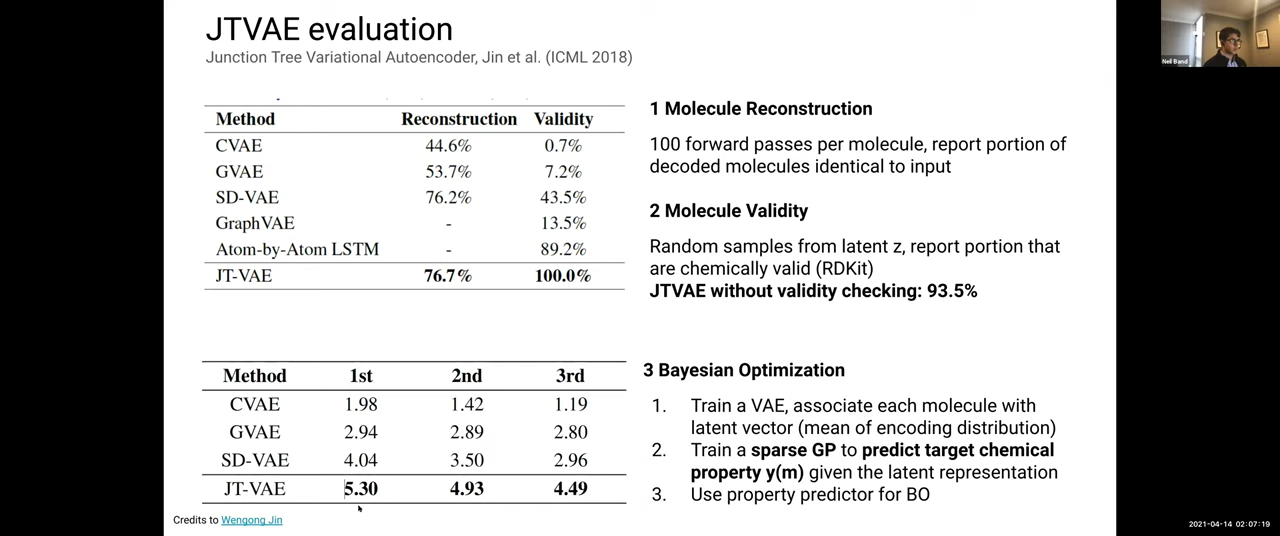 JTVAE evaluation
Junction Tree Variational Autoencoder, Jin et al. (ICML 2018)
Method Reconstruction Validity
CVAE 44.6% 0.7%
GVAE 53.7% 7.2%
SD-VAE 76.2% 43.5%
GraphVAE - 13.5%
Atom-by-Atom LSTM - 89.2%
JT-VAE 76.7% 100.0%
1 Molecule Reconstruction
100 forward passes per molecule, report portion of
decoded molecules identical to input
2 Molecule Validity
Random samples from latent z, report portion that
are chemically valid (RDKit)
JTVAE without validity checking: 93.5%
Method 1st 2nd 3rd
CVAE 1.98 1.42 1.19
GVAE 2.94 2.89 2.80
SD-VAE 4.04 3.50 2.96
JT-VAE 5.30 4.93 4.49
3 Bayesian Optimization
1. Train a VAE, associate each molecule with
latent vector (mean of encoding distribution)
2. Train a sparse GP to predict target chemical
property y(m) given the latent representation
3. Use property predictor for BO
Credits to Wengong Jin
Neil Band
2021-04-14 02:07:19